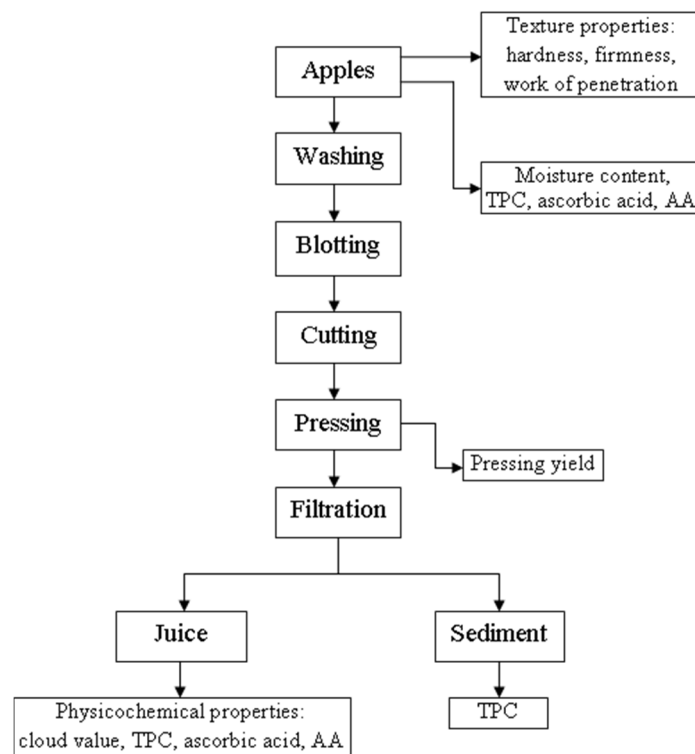 Texture properties:
hardness, firmness,
work of penetration
Apples
Washing
Moisture content,
TPC, ascorbic acid, AA
Blotting
Cutting
Pressing
Pressing yield
Filtration
Juice
Sediment
Physicochemical properties:
cloud value, TPC, ascorbic acid, AA
TPC